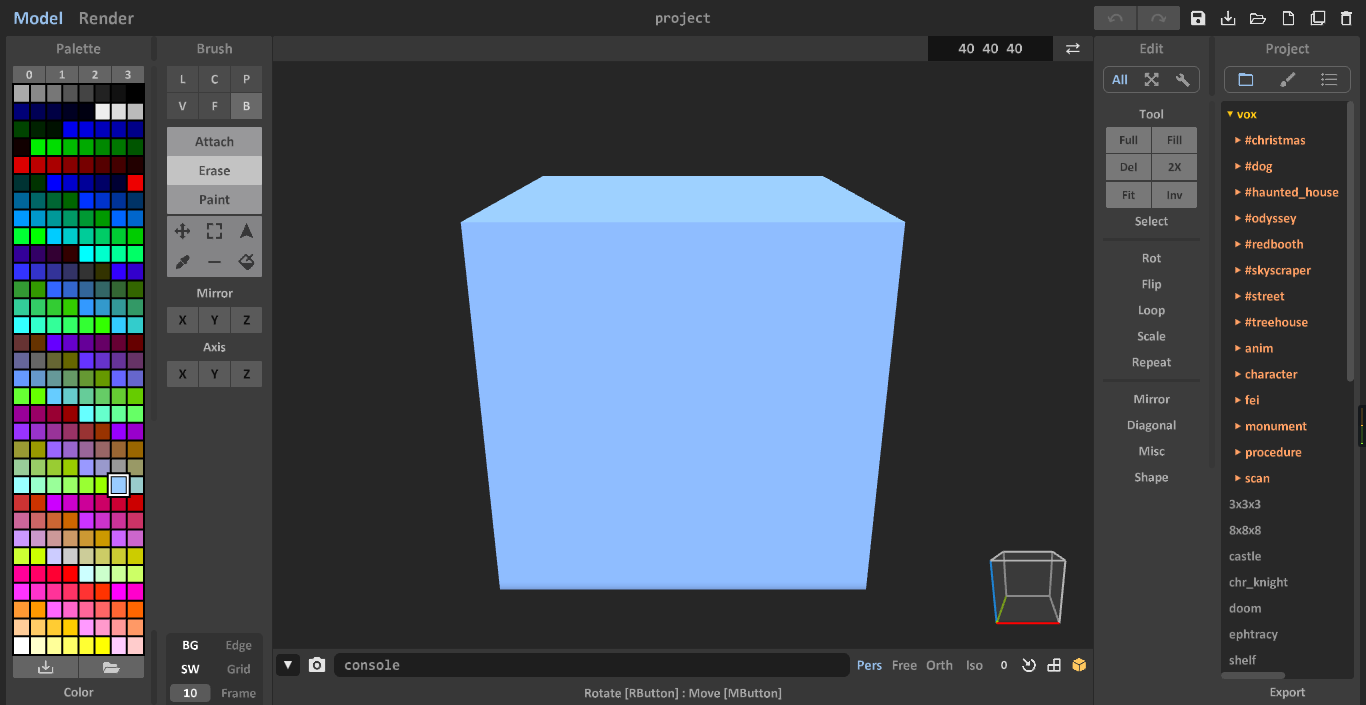 Model Render
project
Palette
0 1 2 3
Color
Brush
L C P
V F B
Attach
Erase
Paint
Mirror
X Y Z
Axis
X Y Z
BG Edge
SW Grid
10 Frame
40 40 40
console
Pers Free Orth Iso 0
Rotate [RButton] : Move [MButton]
Edit
All
Tool
Full Fill
Del 2X
Fit Inv
Select
Rot
Flip
Loop
Scale
Repeat
Mirror
Diagonal
Misc
Shape
Project
vox
#christmas
#dog
#haunted_house
#odyssey
#redbooth
#skyscraper
#street
#treehouse
anim
character
fei
monument
procedure
scan
3x3x3
8x8x8
castle
chr_knight
doom
ephtracy
shelf
Export